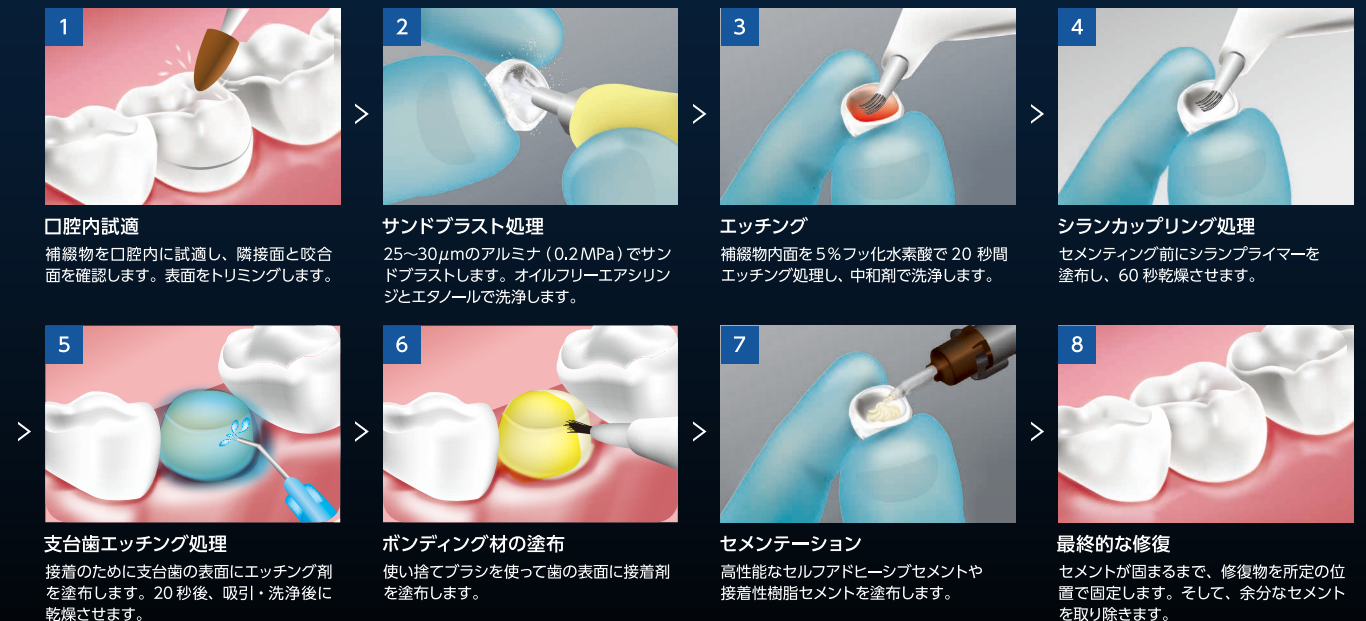 1
口腔内試適
補綴物を口腔内に試適し、隣接面と咬合
面を確認します。表面をトリミングします。
2
サンドブラスト処理
25〜30μmのアルミナ（0.2MPa）でサン
ドブラストします。オイルフリーエアシリン
ジとエタノールで洗浄します。
3
エッチング
補綴物内面を5%フッ化水素酸で 20 秒間
エッチング処理し、中和剤で洗浄します。
4
シランカップリング処理
セメンティング前にシランプライマーを
塗布し、60 秒乾燥させます。
5
支台歯エッチング処理
接着のために支台歯の表面にエッチング剤
を塗布します。20 秒後、吸引・洗浄後に
乾燥させます。
6
ボンディング材の塗布
使い捨てブラシを使って歯の表面に接着剤
を塗布します。
7
セメンテーション
高性能なセルフアドヒーシブセメントや
接着性樹脂セメントを塗布します。
8
最終的な修復
セメントが固まるまで、修復物を所定の位
置で固定します。そして、余分なセメント
を取り除きます。